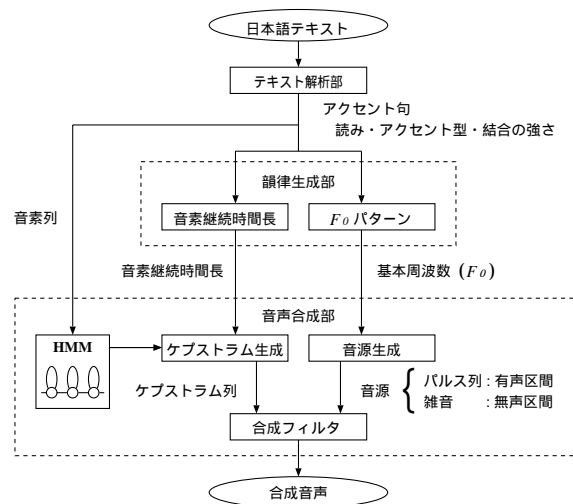 日本語テキスト
テキスト解析部
アクセント句
読み・アクセント型・結合の強さ
韻律生成部
音素継続時間長
F0 パターン
音素列
音素継続時間長
基本周波数 (F0)
音声合成部
HMM
ケプストラム生成
音源生成
ケプストラム列
音源
パルス列 : 有声区間
雑音 : 無声区間
合成フィルタ
合成音声